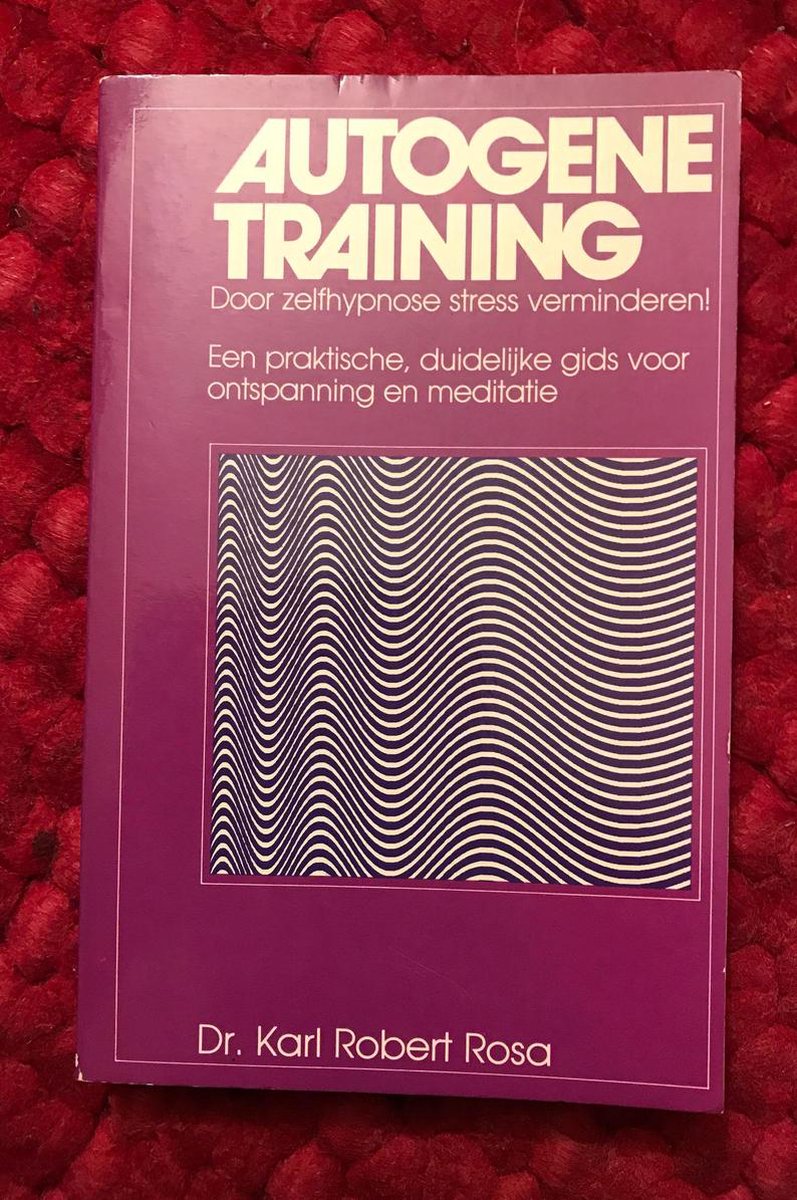 AUTOGENE
TRAINING
Door zelfhypnose stress verminderen!
Een praktische, duidelijke gids voor
ontspanning en meditatie
Dr. Karl Robert Rosa